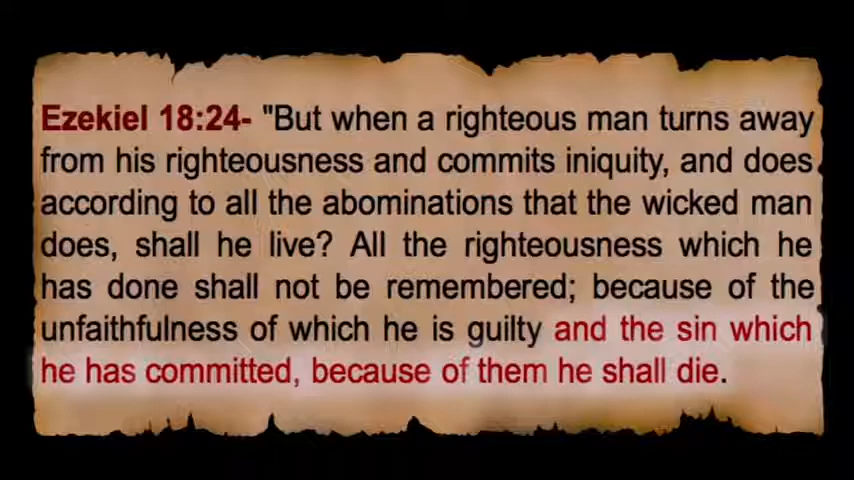 Ezekiel 18:24- "But when a righteous man turns away
from his righteousness and commits iniquity, and does
according to all the abominations that the wicked man
does, shall he live? All the righteousness which he
has done shall not be remembered; because of the
unfaithfulness of which he is guilty and the sin which
he has committed, because of them he shall die.